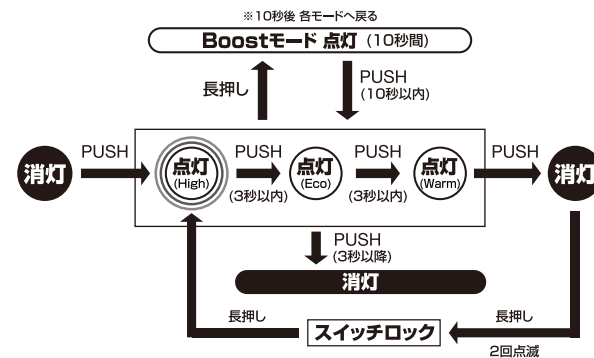 ※10秒後 各モードへ戻る
Boostモード 点灯 (10秒間)
長押し
PUSH
(10秒以内)
消灯
PUSH
点灯
(High)
PUSH
(3秒以内)
点灯
(Eco)
PUSH
(3秒以内)
点灯
(Warm)
PUSH
消灯
PUSH
(3秒以降)
消灯
長押し
スイッチロック
長押し
2回点滅